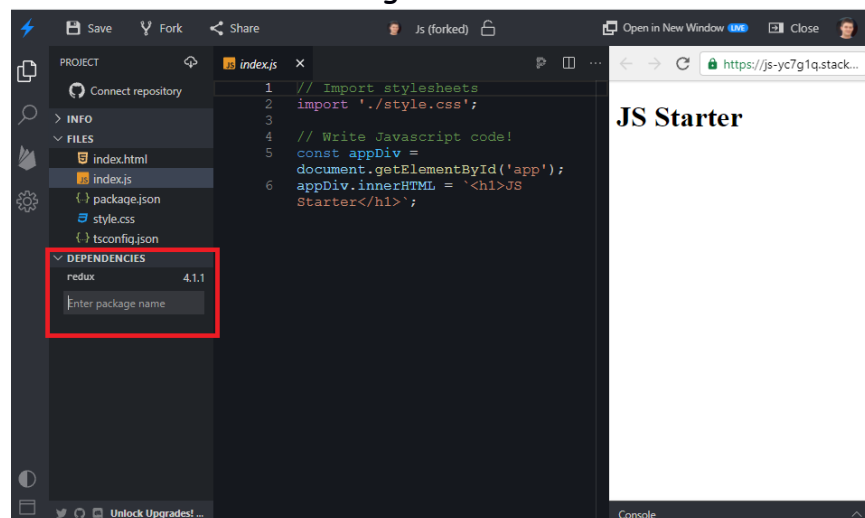 Save Fork Share Js (forked) Open in New Window LIVE Close
PROJECT
Connect repository
INFO
FILES
index.html
index.js
package.json
style.css
tsconfig.json
DEPENDENCIES
redux 4.1.1
Enter package name
Unlock Upgrades! ...
JS index.js
1 // Import stylesheets
2 import './style.css';
3
4 // Write Javascript code!
5 const appDiv =
document.getElementById('app');
6 appDiv.innerHTML = `<h1>JS
Starter</h1>`;
https://js-yc7g1q.stack...
JS Starter
Console